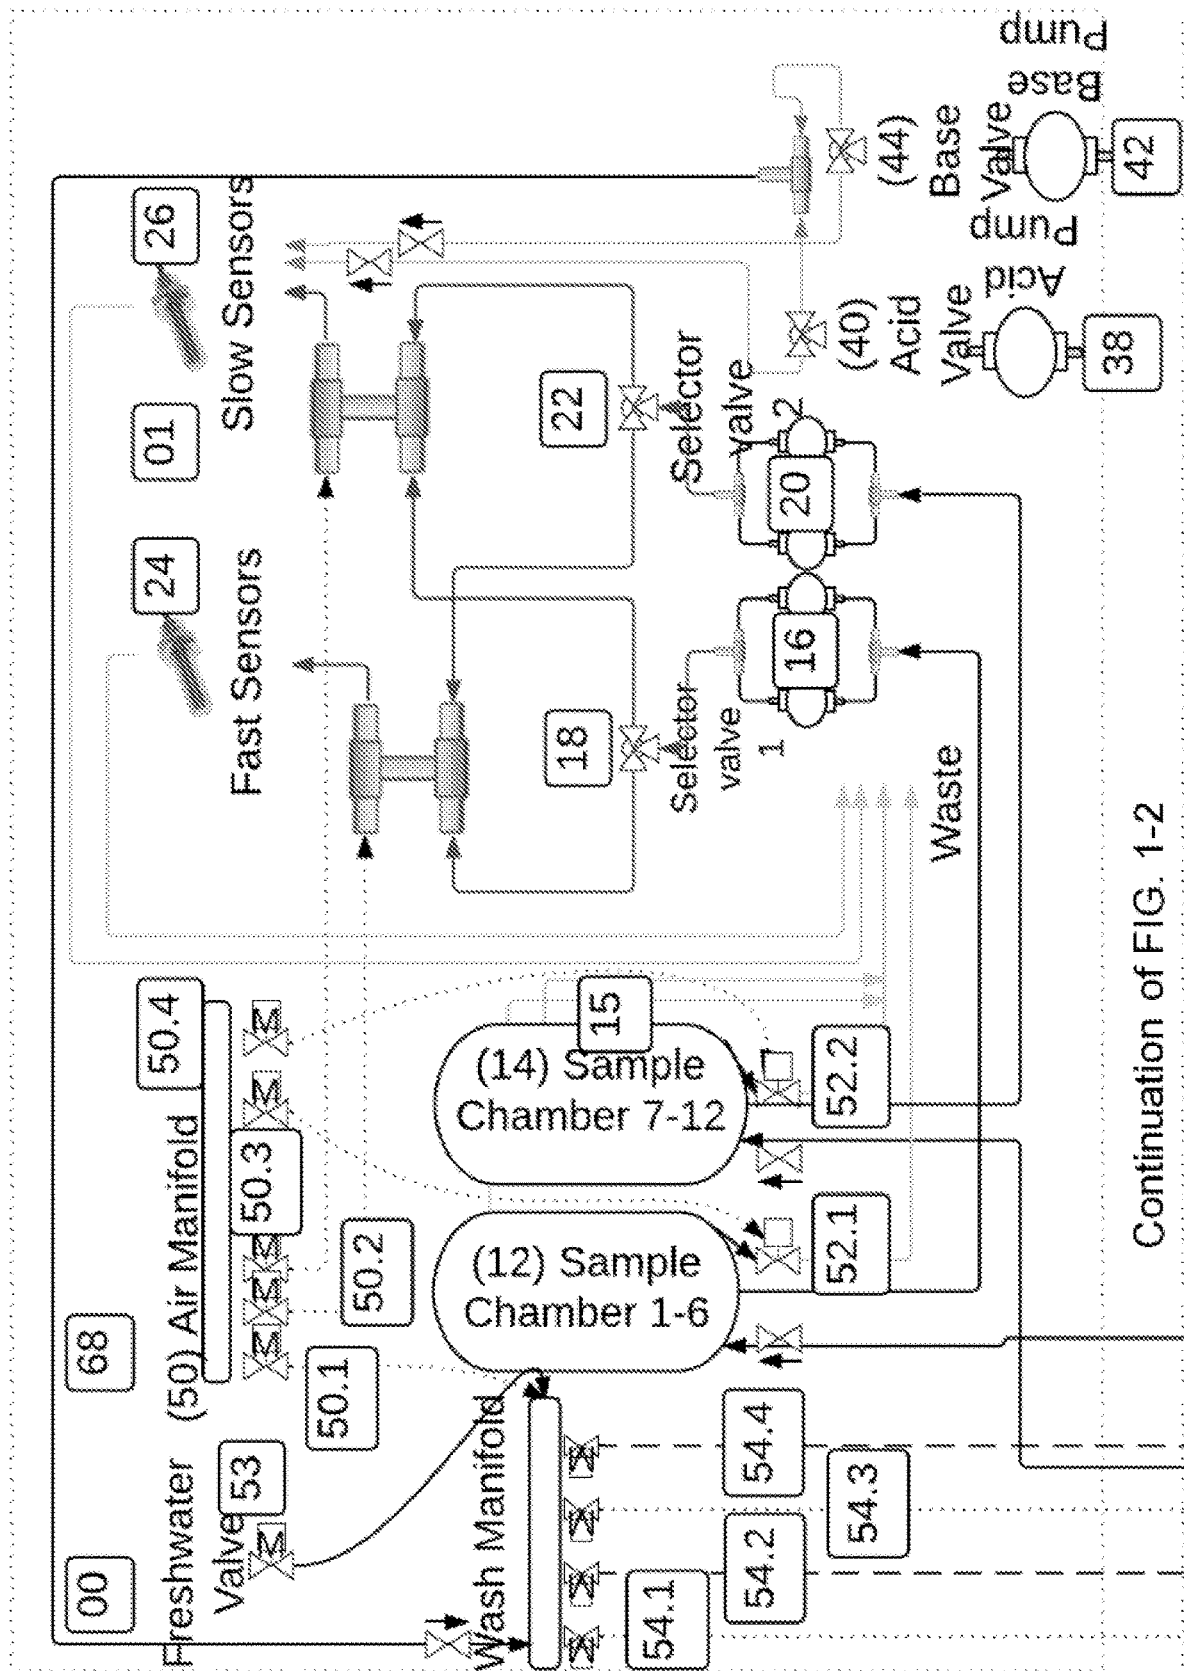 00
68
24
01
26
Freshwater
Valve
53
(50) Air Manifold
50.4
50.3
50.2
50.1
Fast Sensors
Slow Sensors
Wash Manifold
(12) Sample
Chamber 1-6
(14) Sample
Chamber 7-12
15
18
22
Selector
valve
1
Selector
valve
2
16
20
54.1
54.2
54.3
54.4
52.1
52.2
Waste
(40)
Acid
Valve
Acid
Pump
38
(44)
Base
Valve
Base
Pump
42
Continuation of FIG. 1-2